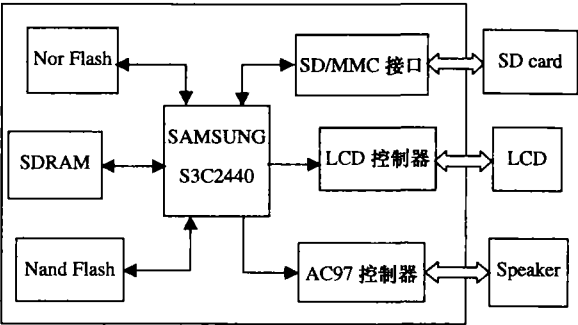 Nor Flash
SD/MMC 接口
SD card
SAMSUNG
S3C2440
SDRAM
LCD 控制器
LCD
Nand Flash
AC97 控制器
Speaker